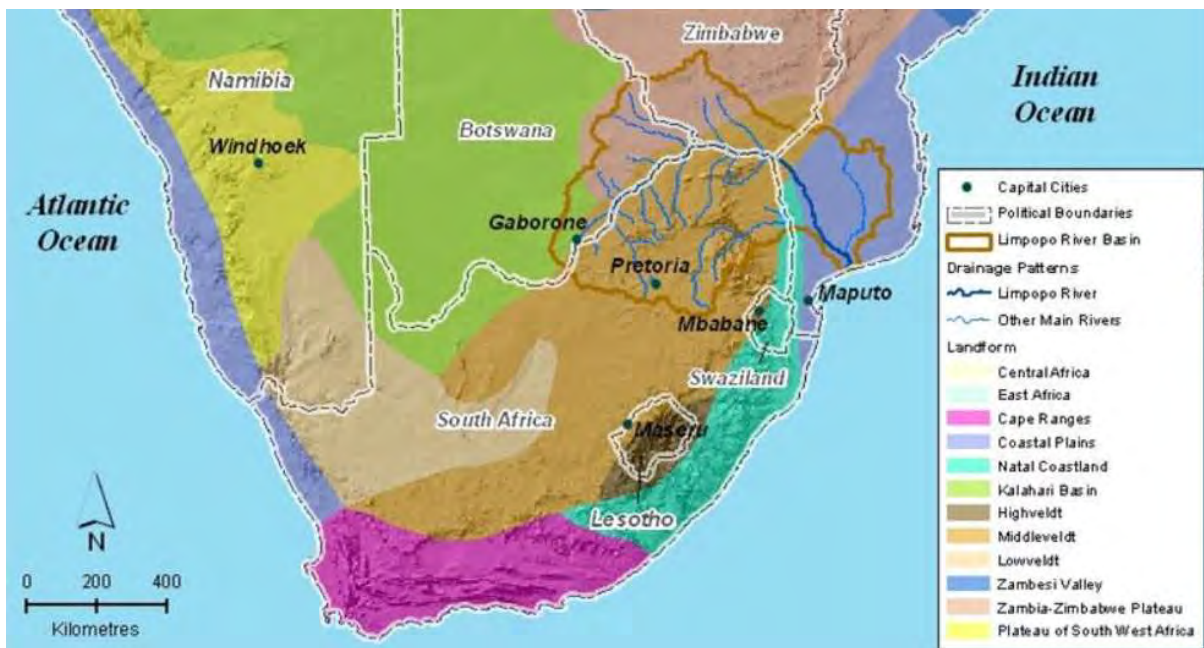 Zimbabwe
Namibia
Indian
Ocean
Botswana
Windhoek
Atlantic
Ocean
Gaborone
Pretoria
Maputo
Mbabane
Swaziland
South Africa
Maseru
Lesotho
N
0 200 400
Kilometres
Capital Cities
Political Boundaries
Limpopo River Basin
Drainage Patterns
Limpopo River
Other Main Rivers
Landform
Central Africa
East Africa
Cape Ranges
Coastal Plains
Natal Coastland
Kalahari Basin
Highveldt
Middleveldt
Lowveldt
Zambesi Valley
Zambia-Zimbabwe Plateau
Plateau of South West Africa